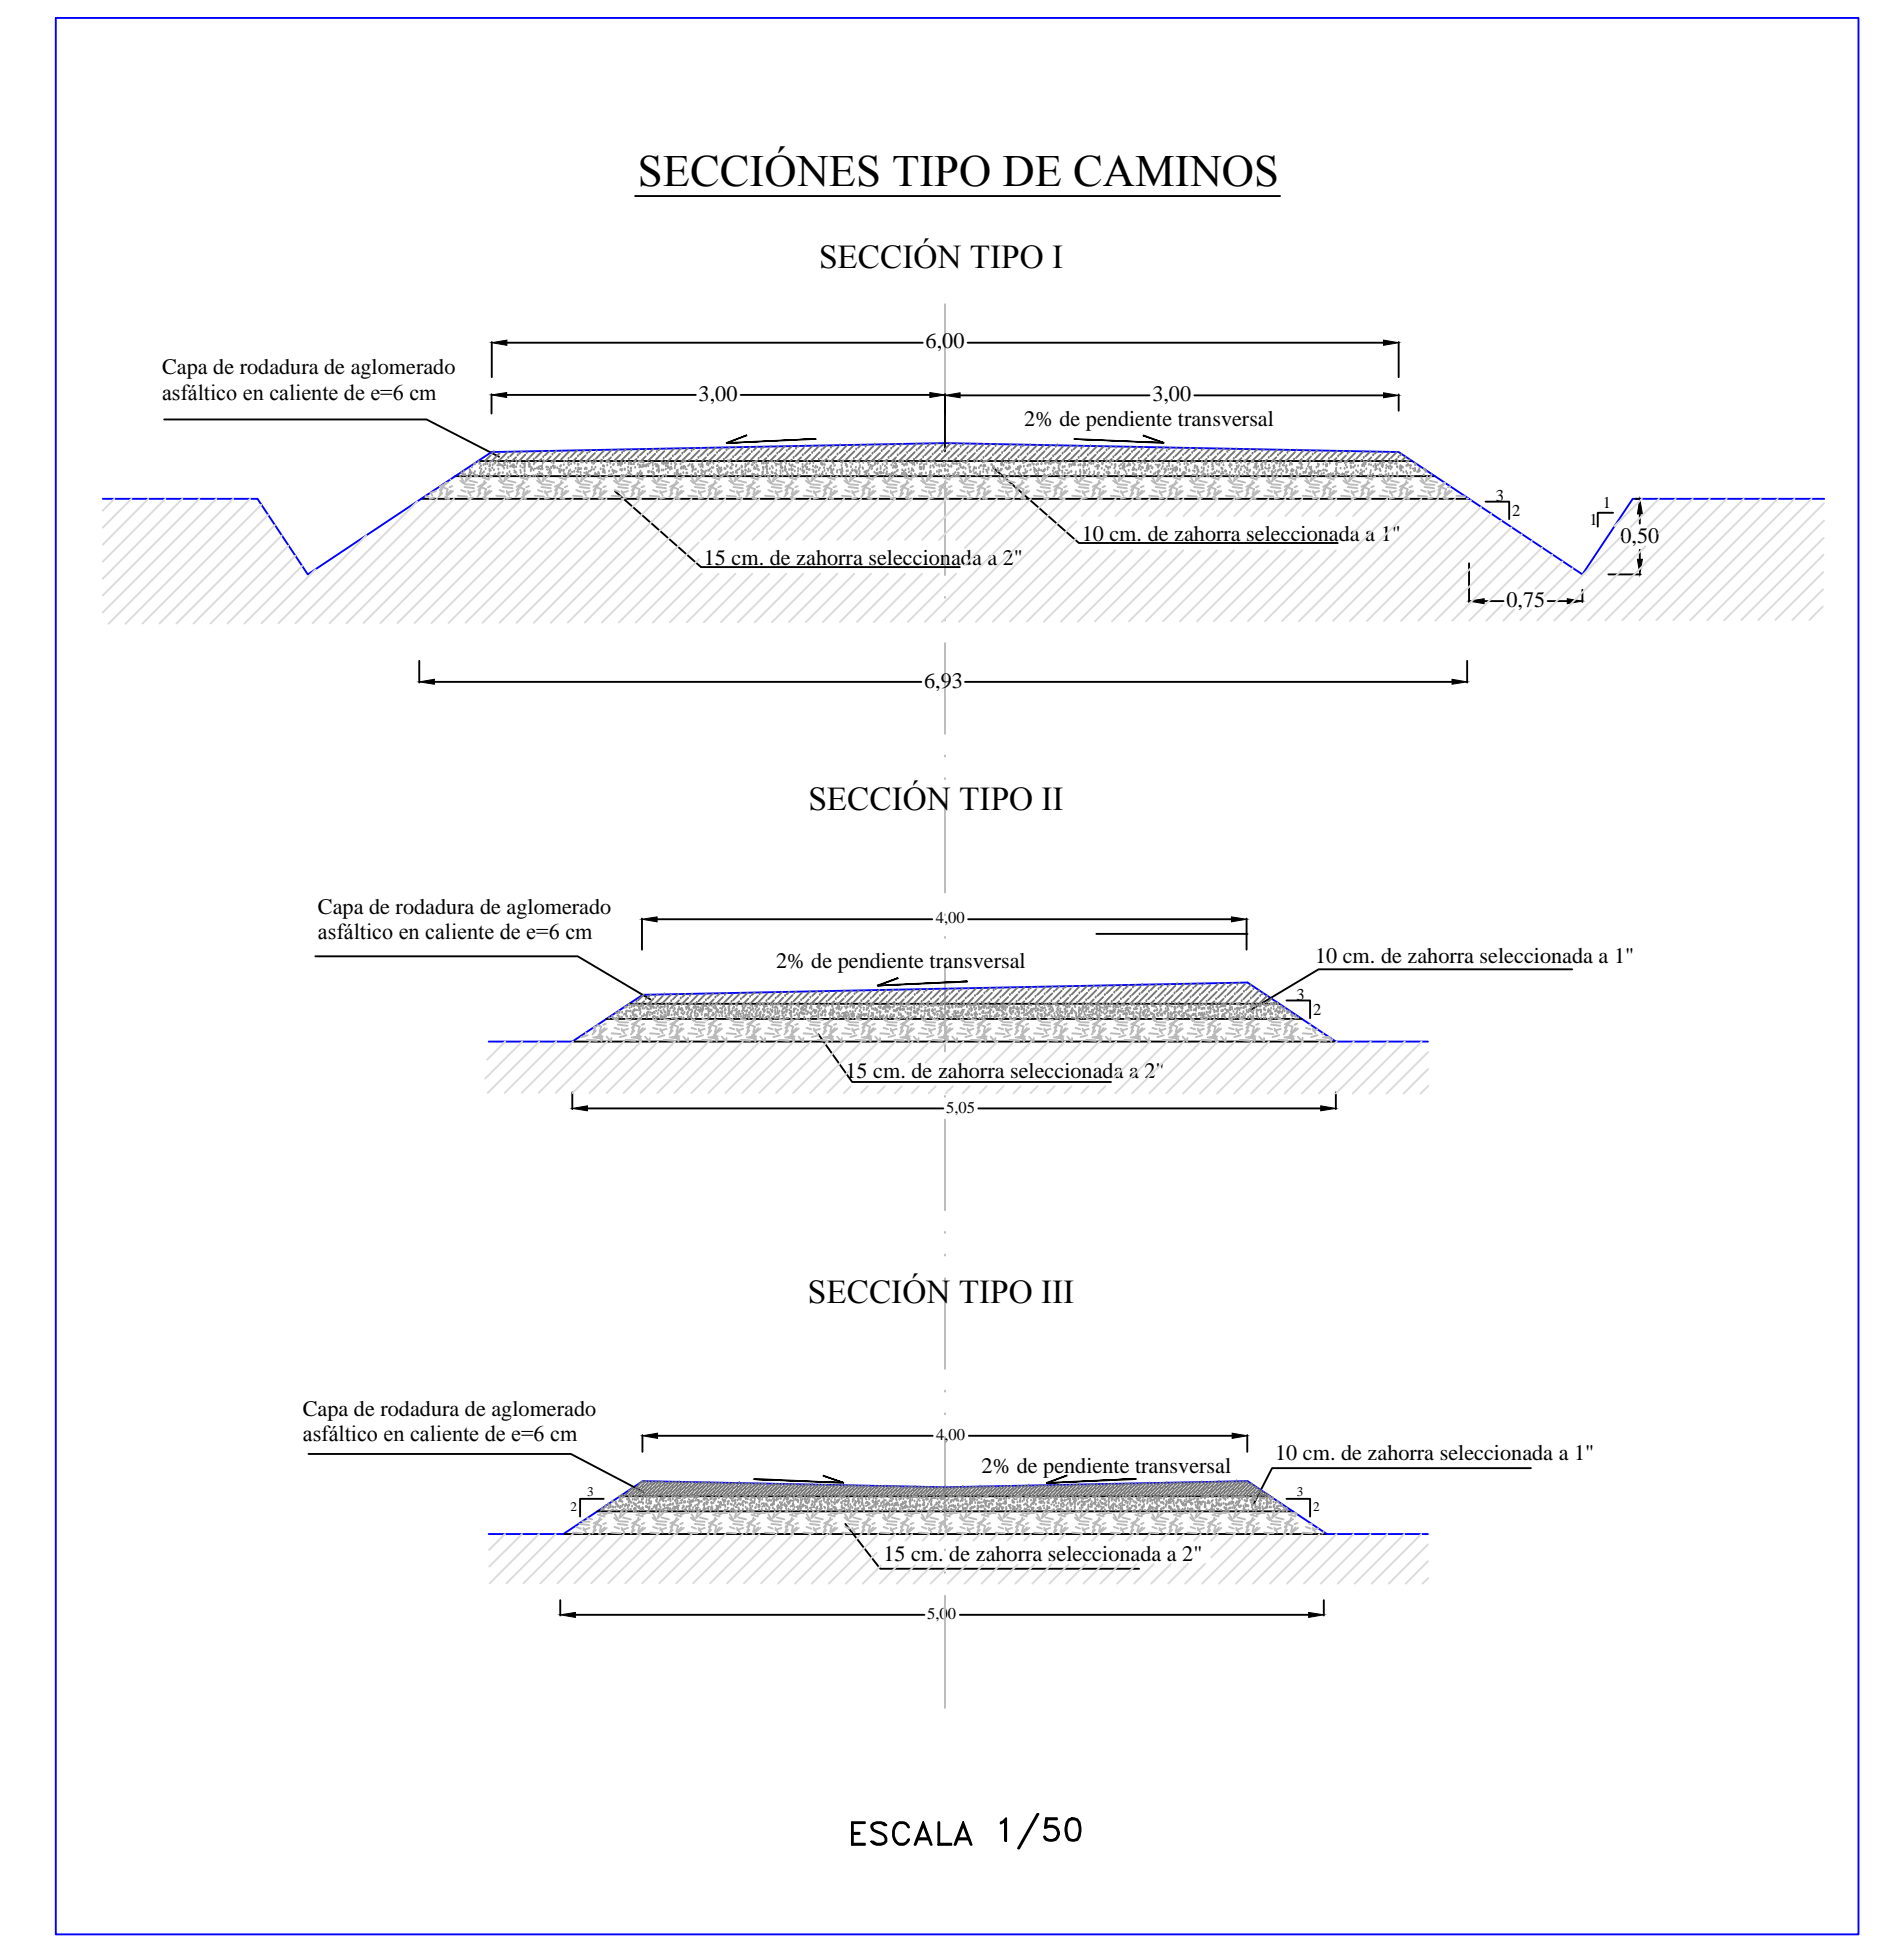 SECCIÓNES TIPO DE CAMINOS
SECCIÓN TIPO I
6,00
Capa de rodadura de aglomerado
asfáltico en caliente de e=6 cm
3,00
3,00
2% de pendiente transversal
3
2
1
1
0,50
10 cm. de zahorra seleccionada a 1"
15 cm. de zahorra seleccionada a 2"
0,75
6,93
SECCIÓN TIPO II
Capa de rodadura de aglomerado
asfáltico en caliente de e=6 cm
4,00
2% de pendiente transversal
10 cm. de zahorra seleccionada a 1"
3
2
15 cm. de zahorra seleccionada a 2"
5,05
SECCIÓN TIPO III
Capa de rodadura de aglomerado
asfáltico en caliente de e=6 cm
4,00
2% de pendiente transversal
10 cm. de zahorra seleccionada a 1"
3
2
3
2
15 cm. de zahorra seleccionada a 2"
5,00
ESCALA 1/50